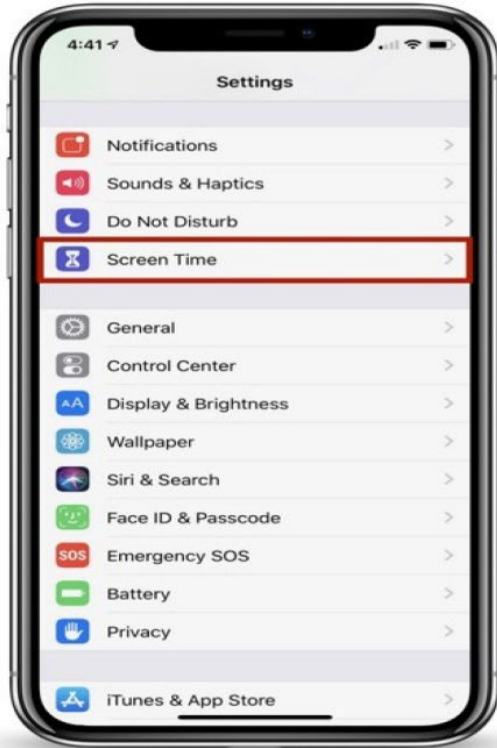 4:41
Settings
Notifications
Sounds & Haptics
Do Not Disturb
Screen Time
General
Control Center
AA Display & Brightness
Wallpaper
Siri & Search
Face ID & Passcode
SOS Emergency SOS
Battery
Privacy
iTunes & App Store